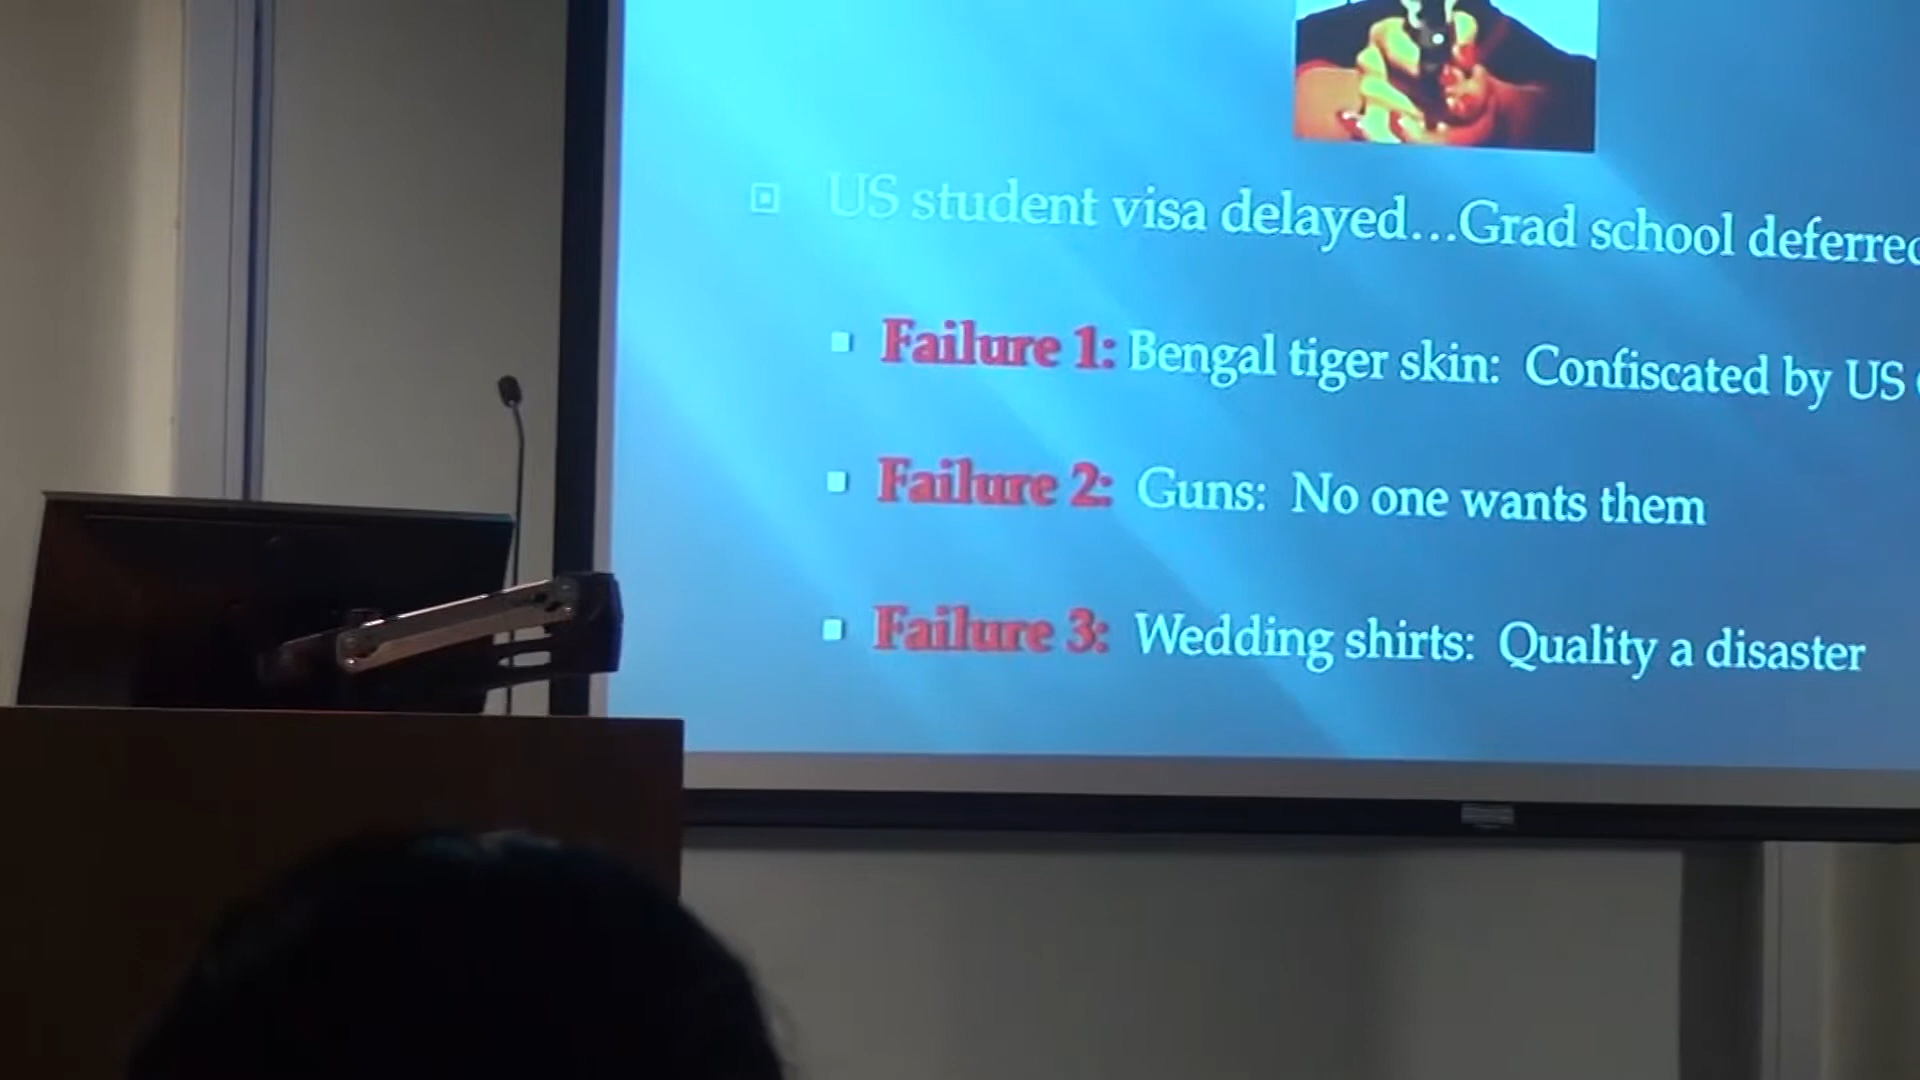 US student visa delayed...Grad school deferred
Failure 1: Bengal tiger skin: Confiscated by US
Failure 2: Guns: No one wants them
Failure 3: Wedding shirts: Quality a disaster